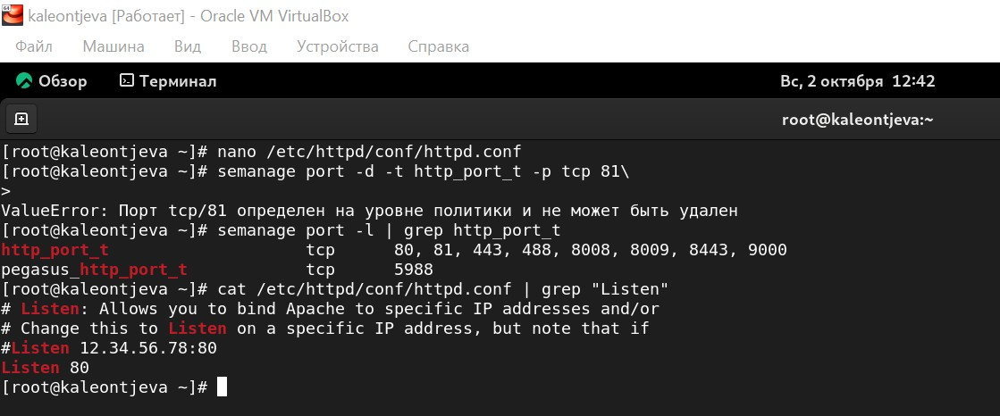 kaleontjeva [Работает] - Oracle VM VirtualBox
Файл Машина Вид Ввод Устройства Справка
Обзор Терминал Вс, 2 октября 12:42
root@kaleontjeva:~
[root@kaleontjeva ~]# nano /etc/httpd/conf/httpd.conf
[root@kaleontjeva ~]# semanage port -d -t http_port_t -p tcp 81\
>
ValueError: Порт tcp/81 определен на уровне политики и не может быть удален
[root@kaleontjeva ~]# semanage port -l | grep http_port_t
http_port_t tcp 80, 81, 443, 488, 8008, 8009, 8443, 9000
pegasus_http_port_t tcp 5988
[root@kaleontjeva ~]# cat /etc/httpd/conf/httpd.conf | grep "Listen"
# Listen: Allows you to bind Apache to specific IP addresses and/or
# Change this to Listen on a specific IP address, but note that if
#Listen 12.34.56.78:80
Listen 80
[root@kaleontjeva ~]#